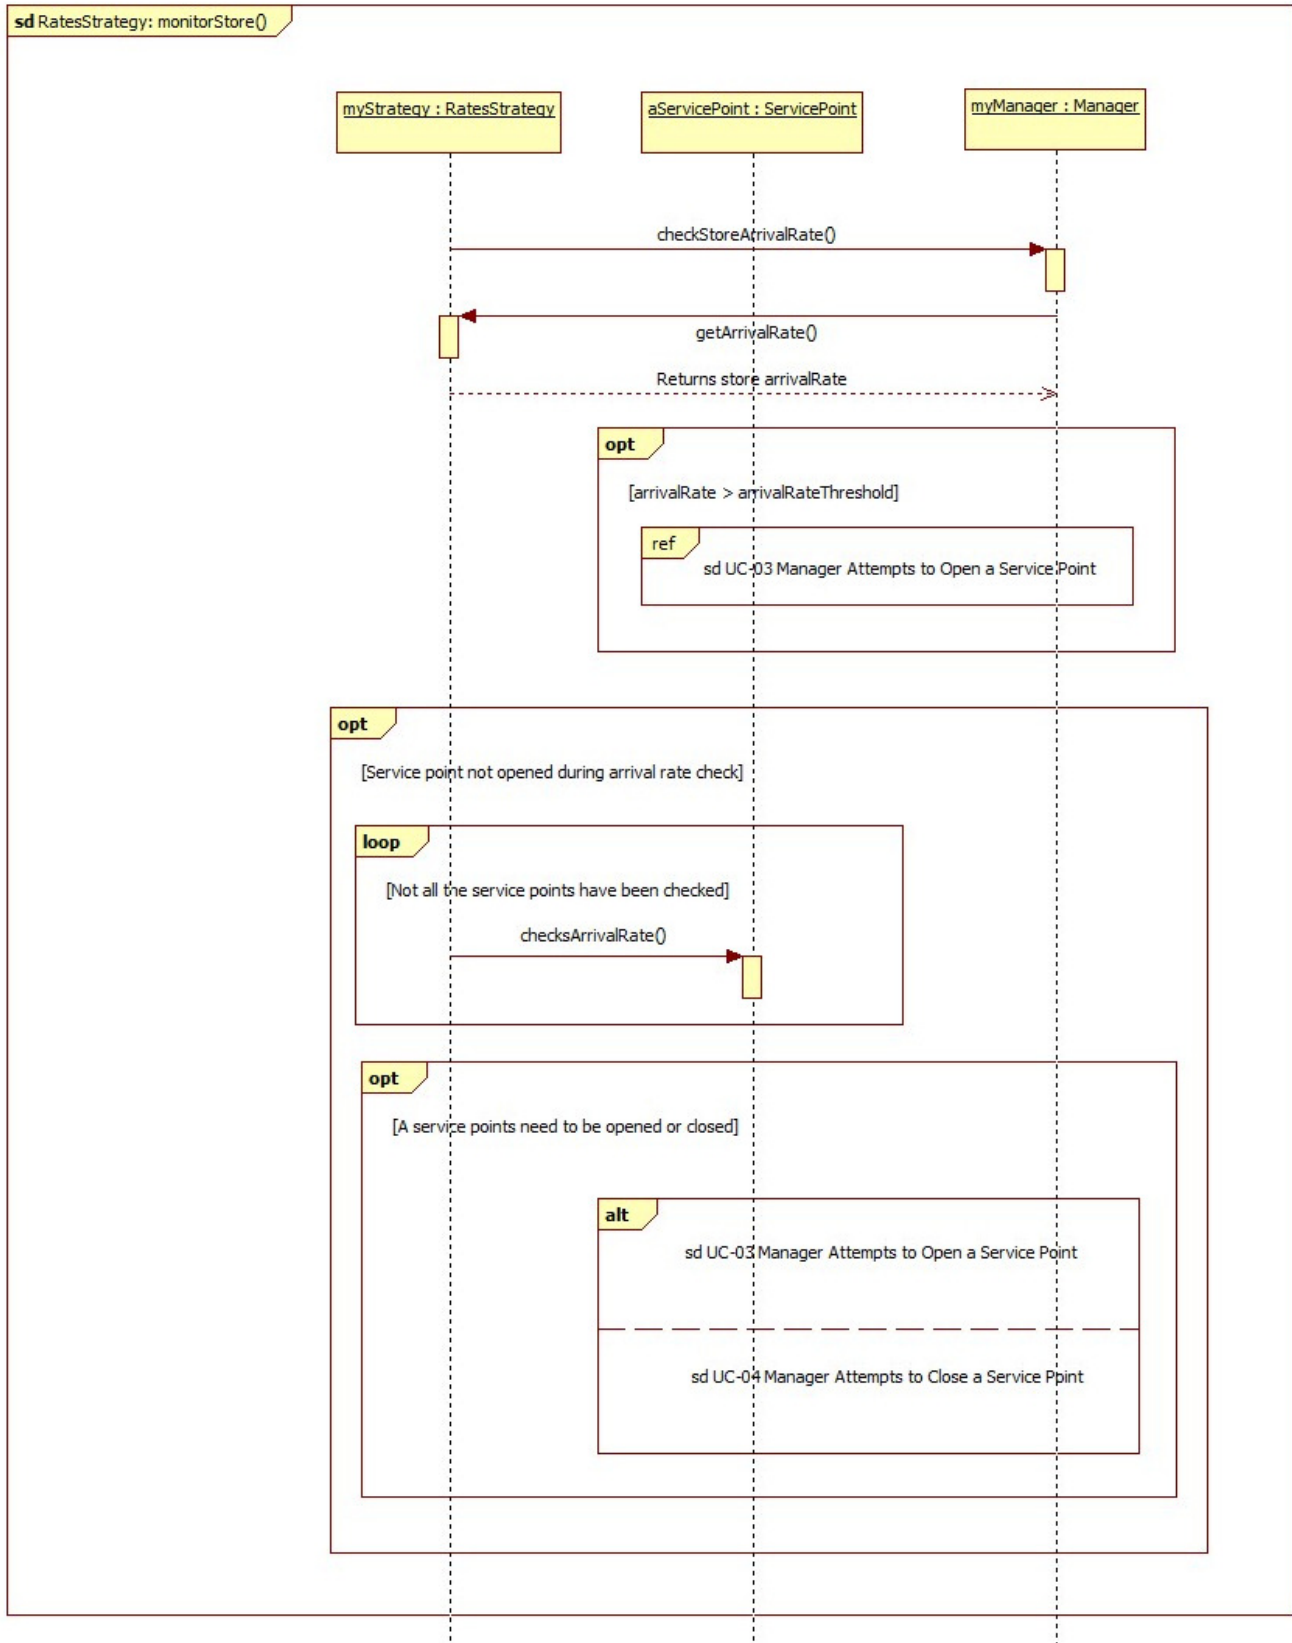 sd RatesStrategy: monitorStore()
myStrategy : RatesStrategy
aServicePoint : ServicePoint
myManager : Manager
checkStoreArrivalRate()
getArrivalRate()
Returns store arrivalRate
opt
[arrivalRate > arrivalRateThreshold]
ref
sd UC-03 Manager Attempts to Open a Service Point
opt
[Service point not opened during arrival rate check]
loop
[Not all the service points have been checked]
checksArrivalRate()
opt
[A service points need to be opened or closed]
alt
sd UC-03 Manager Attempts to Open a Service Point
sd UC-04 Manager Attempts to Close a Service Point